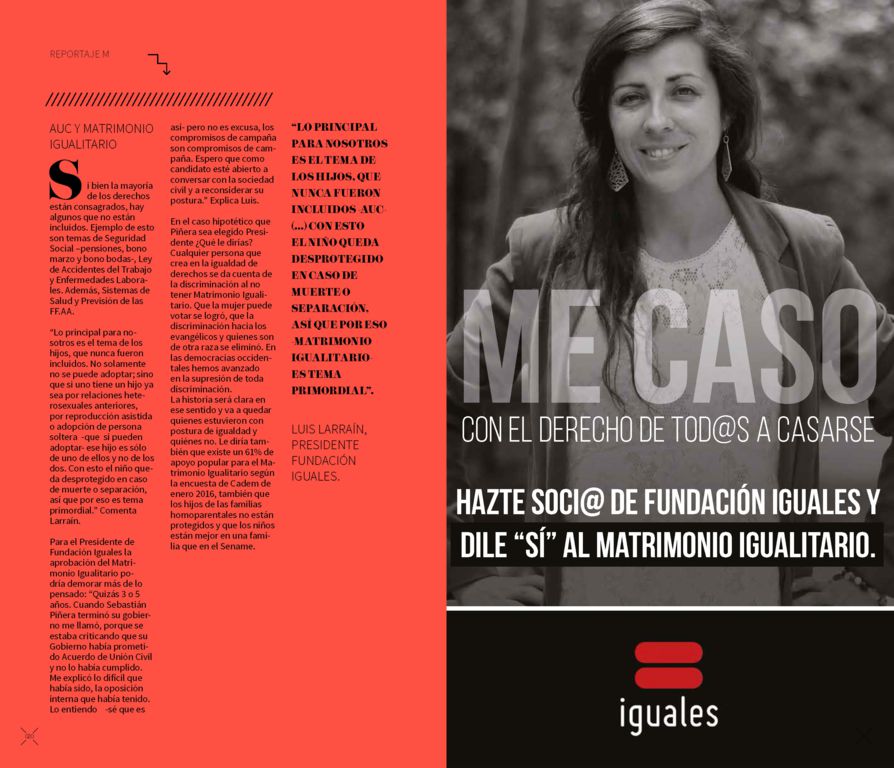 REPORTAJE M
AUC Y MATRIMONIO
IGUALITARIO
Si bien la mayoría
de los derechos
están consagrados, hay
algunos que no están
incluidos. Ejemplo de esto
son temas de Seguridad
Social –pensiones, bono
marzo y bono bodas-, Ley
de Accidentes del Trabajo
y Enfermedades Labora-
les. Además, Sistemas de
Salud y Previsión de las
FF.AA.
“Lo principal para no-
sotros es el tema de los
hijos, que nunca fueron
incluidos. No solamente
no se puede adoptar; sino
que si uno tiene un hijo ya
sea por relaciones hete-
rosexuales anteriores,
por reproducción asistida
o adopción de persona
soltera -que si pueden
adoptar- ese hijo es sólo
de uno de ellos y no de los
dos. Con esto el niño que-
da desprotegido en caso
de muerte o separación,
así que por eso es tema
primordial.” Comenta
Larraín.
Para el Presidente de
Fundación Iguales la
aprobación del Matri-
monio Igualitario po-
dría demorar más de lo
pensado: “Quizás 3 o 5
años. Cuando Sebastián
Piñera terminó su gobier-
no me llamó, porque se
estaba criticando que su
Gobierno había prometi-
do Acuerdo de Unión Civil
y no lo había cumplido.
Me explicó lo difícil que
había sido, la oposición
interna que había tenido.
Lo entiendo -sé que es
así- pero no es excusa, los
compromisos de campaña
son compromisos de cam-
paña. Espero que como
candidato esté abierto a
conversar con la sociedad
civil y a reconsiderar su
postura.” Explica Luis.
En el caso hipotético que
Piñera sea elegido Presi-
dente ¿Qué le dirías?
Cualquier persona que
crea en la igualdad de
derechos se da cuenta de
la discriminación al no
tener Matrimonio Iguali-
tario. Que la mujer puede
votar se logró, que la
discriminación hacia los
evangélicos y quienes son
de otra raza se eliminó. En
las democracias occiden-
tales hemos avanzado
en la supresión de toda
discriminación.
La historia será clara en
ese sentido y va a quedar
quienes estuvieron con
postura de igualdad y
quiénes no. Le diría tam-
bién que existe un 61% de
apoyo popular para el Ma-
trimonio Igualitario según
la encuesta de Cadem de
enero 2016, también que
los hijos de las familias
homoparentales no están
protegidos y que los niños
están mejor en una fami-
lia que en el Sename.
“LO PRINCIPAL
PARA NOSOTROS
ES EL TEMA DE
LOS HIJOS, QUE
NUNCA FUERON
INCLUIDOS -AUC-
(...) CON ESTO
EL NIÑO QUEDA
DESPROTEGIDO
EN CASO DE
MUERTE O
SEPARACIÓN,
ASÍ QUE POR ESO
-MATRIMONIO
IGUALITARIO-
ES TEMA
PRIMORDIAL”.
LUIS LARRAÍN,
PRESIDENTE
FUNDACIÓN
IGUALES.
ME CASO
CON EL DERECHO DE TOD@S A CASARSE
HAZTE SOCI@ DE FUNDACIÓN IGUALES Y
DILE “SÍ” AL MATRIMONIO IGUALITARIO.
iguales